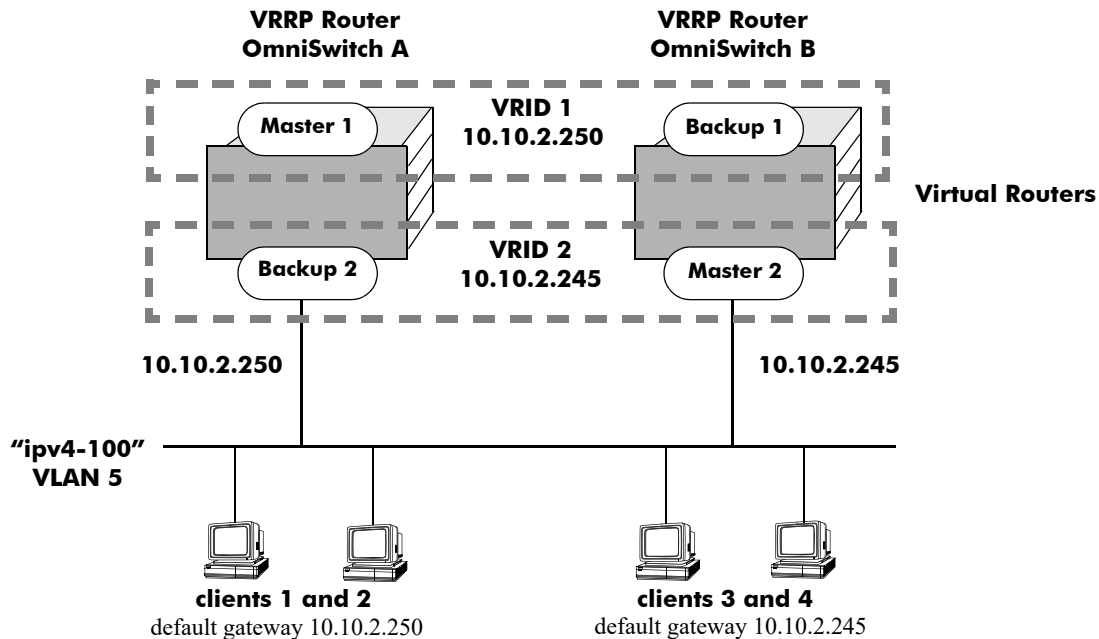 VRRP Router
OmniSwitch A
VRRP Router
OmniSwitch B
Master 1
VRID 1
10.10.2.250
Backup 1
Virtual Routers
Backup 2
VRID 2
10.10.2.245
Master 2
10.10.2.250
10.10.2.245
“ipv4-100”
VLAN 5
clients 1 and 2
default gateway 10.10.2.250
clients 3 and 4
default gateway 10.10.2.245